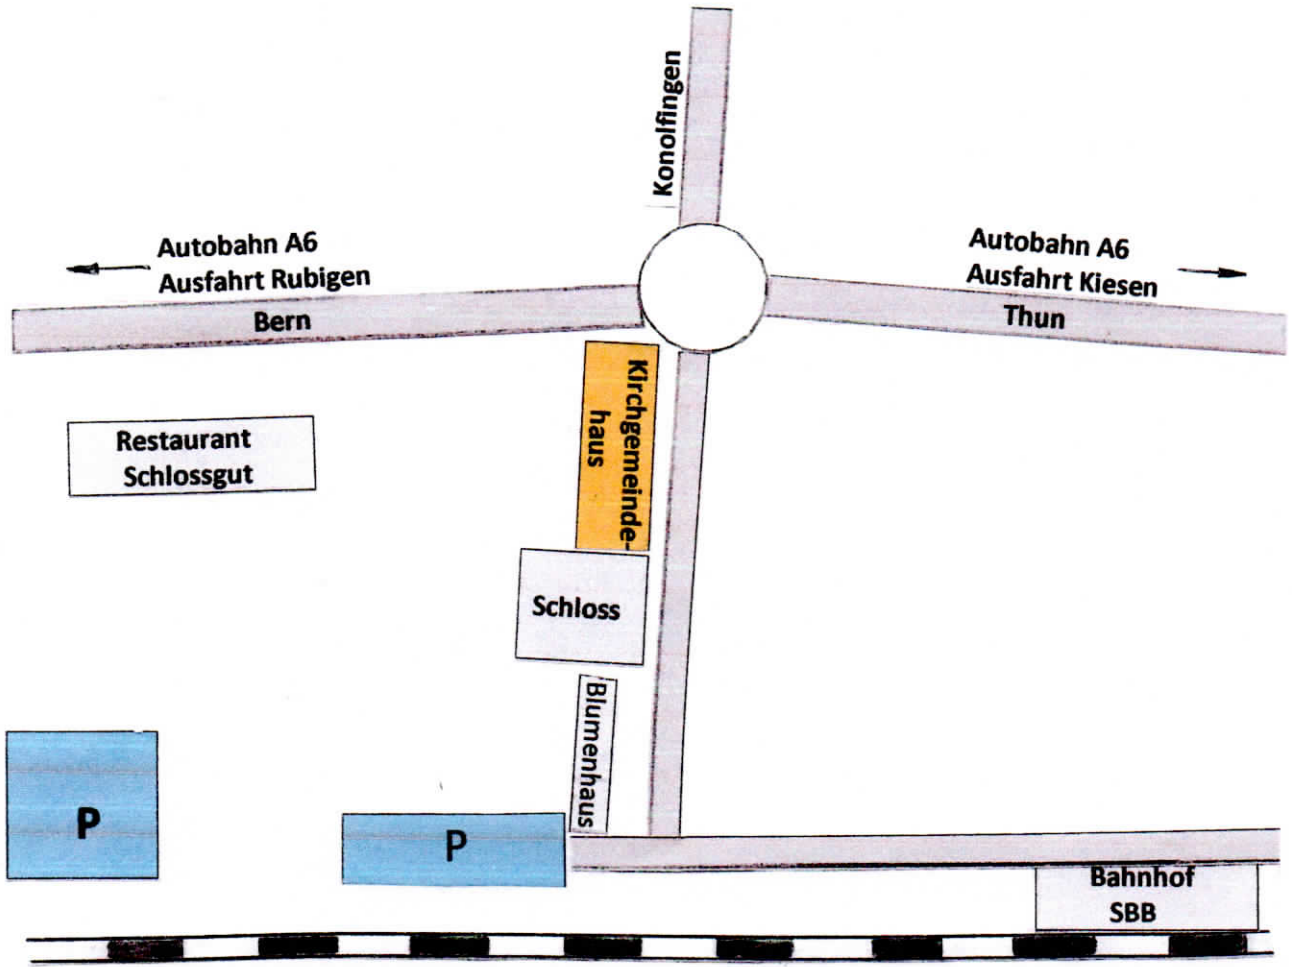 Konolfingen
Autobahn A6
Ausfahrt Rubigen
Autobahn A6
Ausfahrt Kiesen
Bern
Thun
Kirchgemeinde-
haus
Restaurant
Schlossgut
Schloss
Blumenhaus
P
P
Bahnhof
SBB